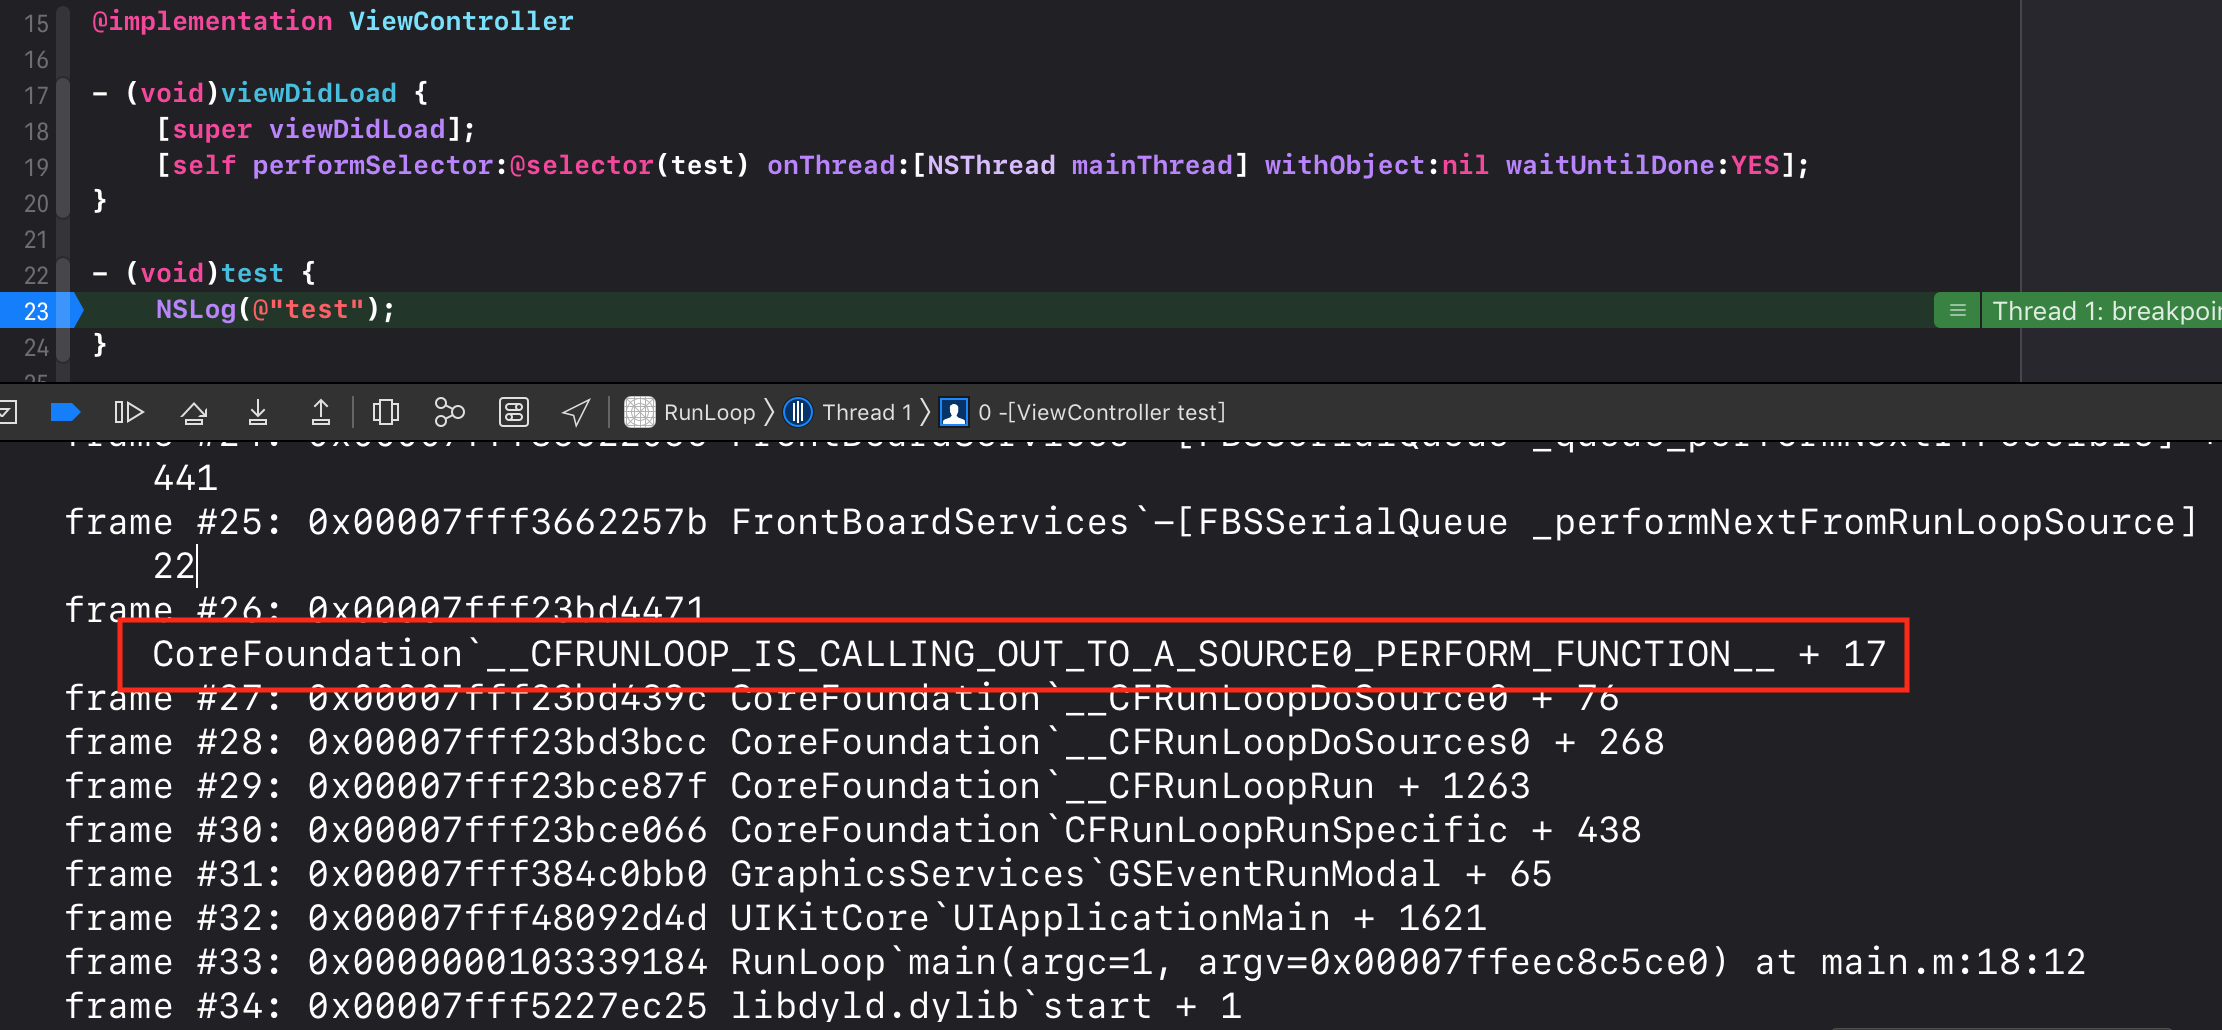 15 @implementation ViewController
16
17 - (void)viewDidLoad {
18 [super viewDidLoad];
19 [self performSelector:@selector(test) onThread:[NSThread mainThread] withObject:nil waitUntilDone:YES];
20 }
21
22 - (void)test {
23 NSLog(@"test"); Thread 1: breakpoin
24 }
25
RunLoop Thread 1 0 -[ViewController test]
441
frame #25: 0x00007fff3662257b FrontBoardServices`-[FBSSerialQueue _performNextFromRunLoopSource]
22
frame #26: 0x00007fff23bd4471
CoreFoundation`__CFRUNLOOP_IS_CALLING_OUT_TO_A_SOURCE0_PERFORM_FUNCTION__ + 17
frame #27: 0x00007fff23bd439c CoreFoundation`__CFRunLoopDoSource0 + 76
frame #28: 0x00007fff23bd3bcc CoreFoundation`__CFRunLoopDoSources0 + 268
frame #29: 0x00007fff23bce87f CoreFoundation`__CFRunLoopRun + 1263
frame #30: 0x00007fff23bce066 CoreFoundation`CFRunLoopRunSpecific + 438
frame #31: 0x00007fff384c0bb0 GraphicsServices`GSEventRunModal + 65
frame #32: 0x00007fff48092d4d UIKitCore`UIApplicationMain + 1621
frame #33: 0x0000000103339184 RunLoop`main(argc=1, argv=0x00007ffeec8c5ce0) at main.m:18:12
frame #34: 0x00007fff5227ec25 libdyld.dylib`start + 1